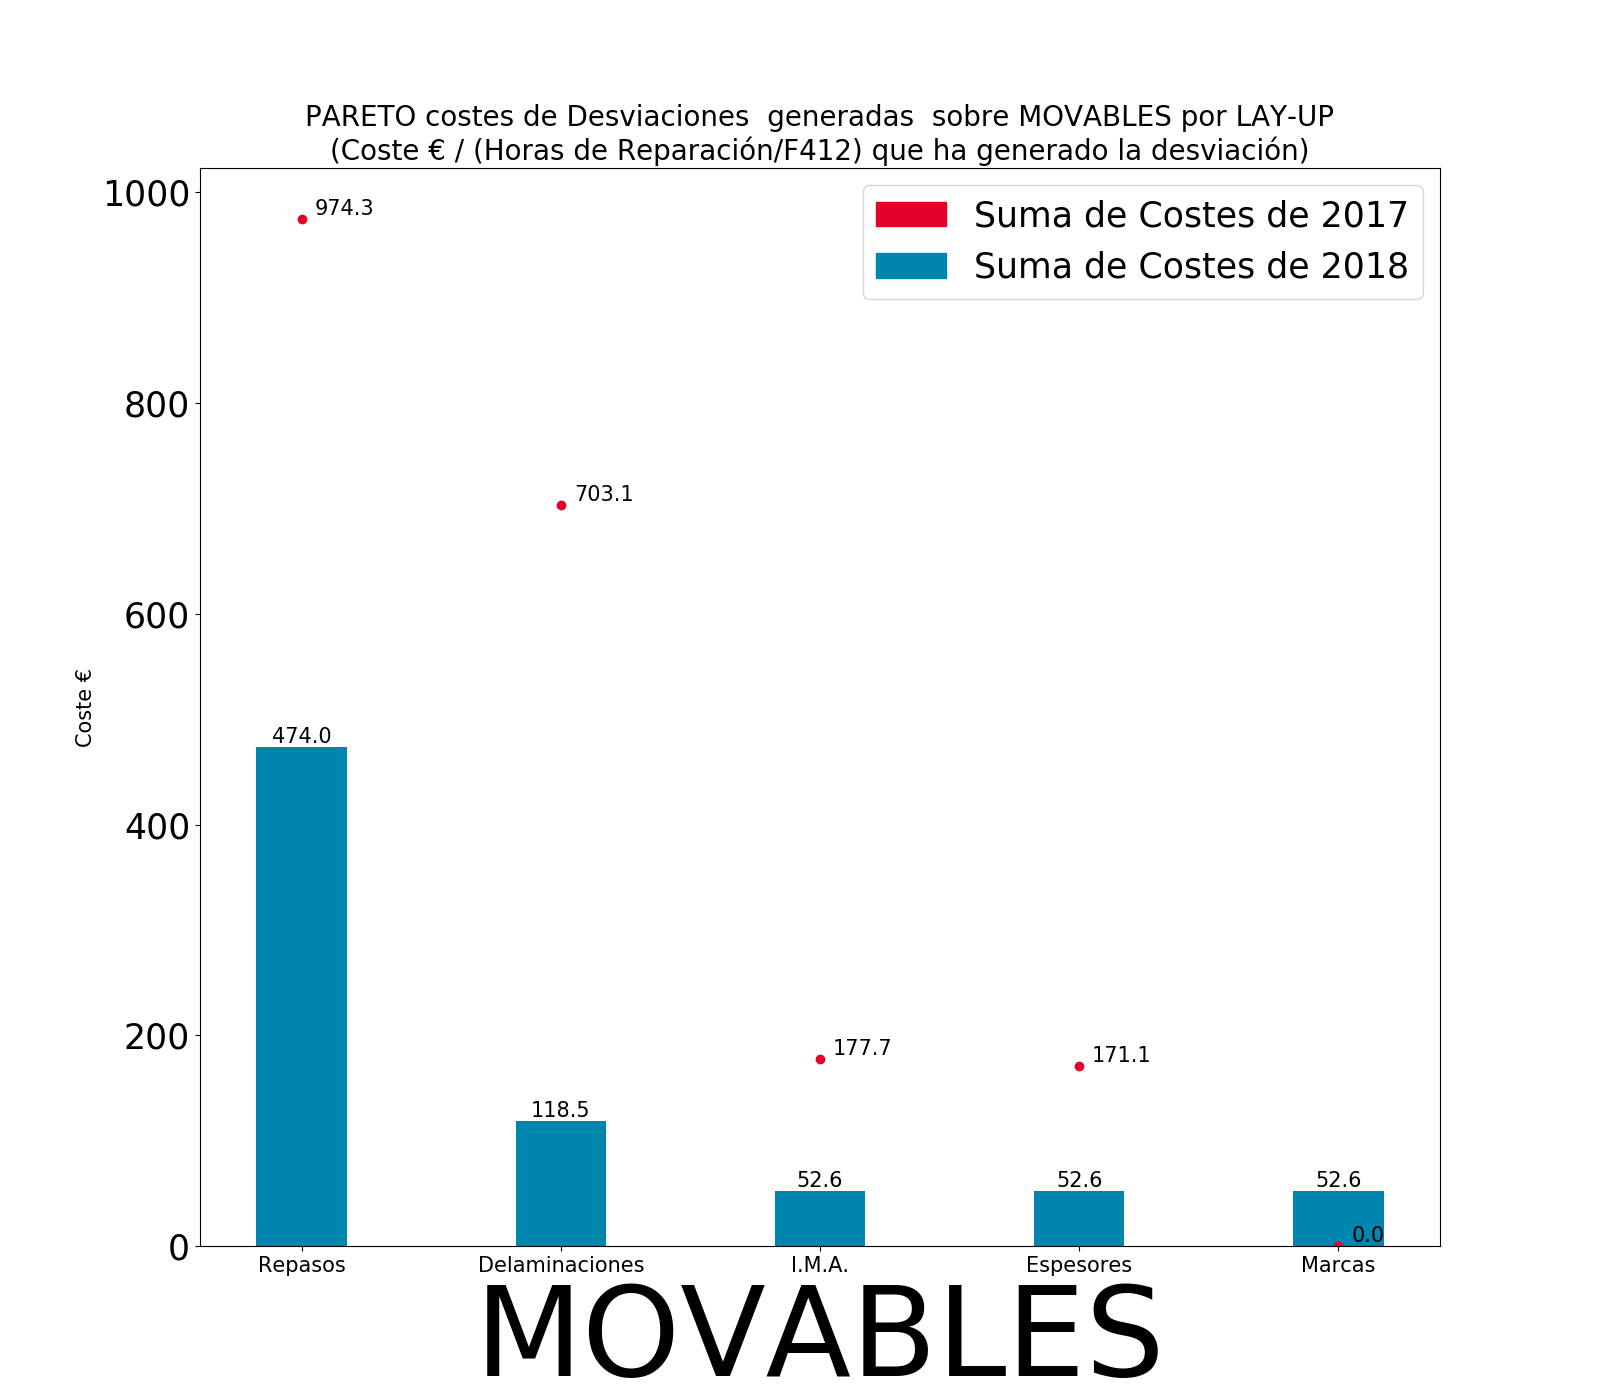 PARETO costes de Desviaciones  generadas  sobre MOVABLES por LAY-UP
(Coste € / (Horas de Reparación/F412) que ha generado la desviación)
Suma de Costes de 2017
Suma de Costes de 2018
1000
800
600
400
200
0
Coste €
974.3
703.1
474.0
177.7
171.1
118.5
52.6
52.6
52.6
0.0
Repasos
Delaminaciones
I.M.A.
Espesores
Marcas
MOVABLES